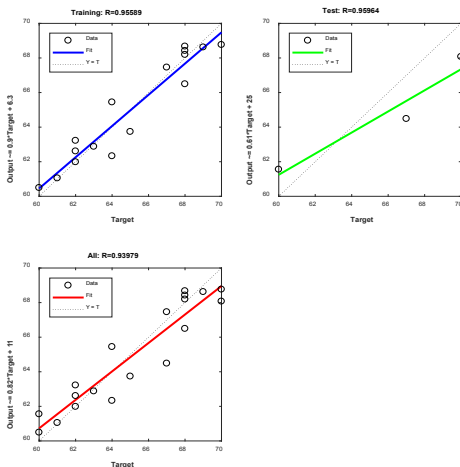 Training: R=0.95589
Output ~= 0.9*Target + 6.3
Data
Fit
Y = T
68
66
64
62
60
60 62 64 66 68 70
Target
Test: R=0.95964
Output ~= 0.61*Target + 25
Data
Fit
Y = T
68
66
64
62
60
60 62 64 66 68 70
Target
All: R=0.93979
Output ~= 0.82*Target + 11
Data
Fit
Y = T
68
66
64
62
60
60 62 64 66 68 70
Target